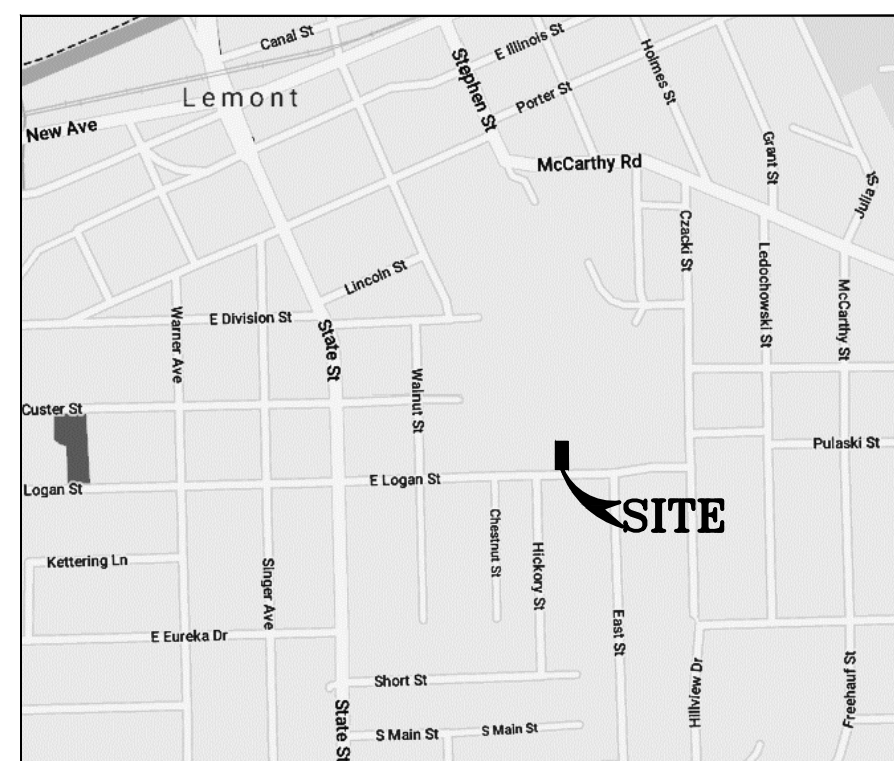 Canal St
E Illinois St
Stephen St
Holmes St
Lemont
Porter St
New Ave
McCarthy Rd
Grant St
Julia St
Czacki St
Ledochowski St
Lincoln St
McCarthy St
Warner Ave
E Division St
State St
Walnut St
Custer St
Pulaski St
E Logan St
Logan St
SITE
Chestnut St
Hickory St
Kettering Ln
Singer Ave
East St
E Eureka Dr
Hillview Dr
Freehauf St
Short St
State St
S Main St
S Main St